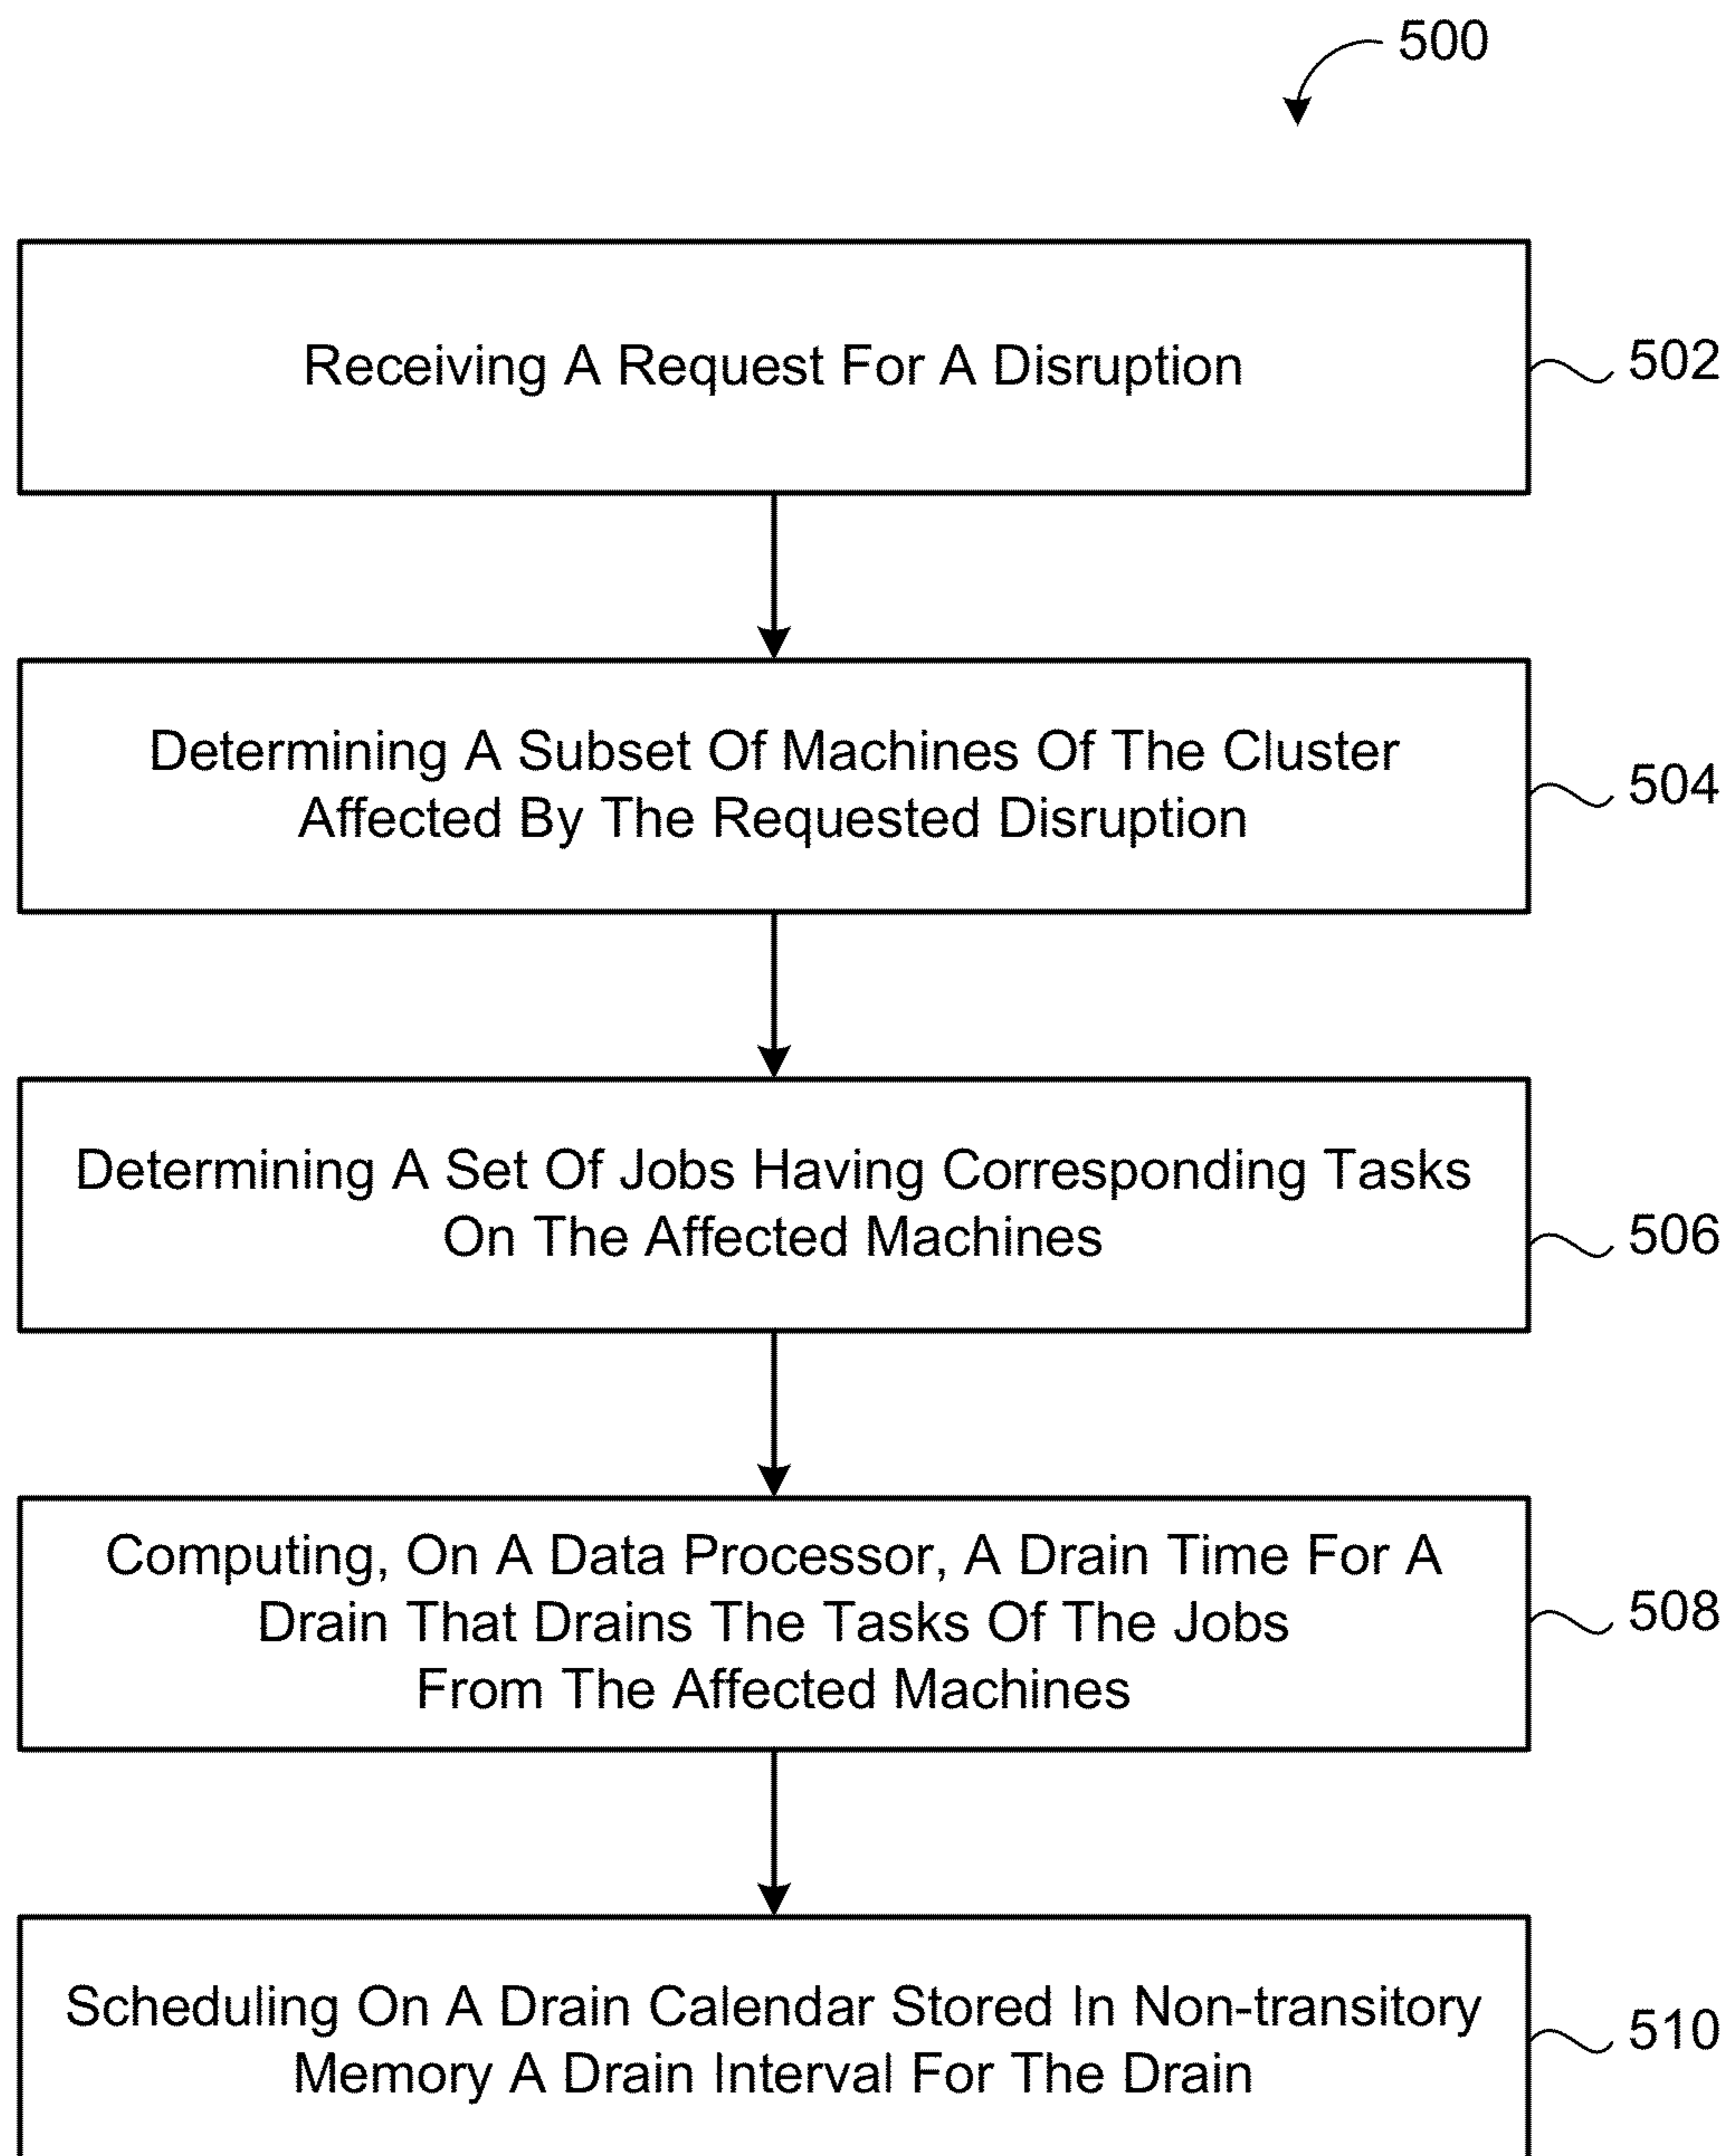 500
Receiving A Request For A Disruption
502
Determining A Subset Of Machines Of The Cluster
Affected By The Requested Disruption
504
Determining A Set Of Jobs Having Corresponding Tasks
On The Affected Machines
506
Computing, On A Data Processor, A Drain Time For A
Drain That Drains The Tasks Of The Jobs
From The Affected Machines
508
Scheduling On A Drain Calendar Stored In Non-transitory
Memory A Drain Interval For The Drain
510